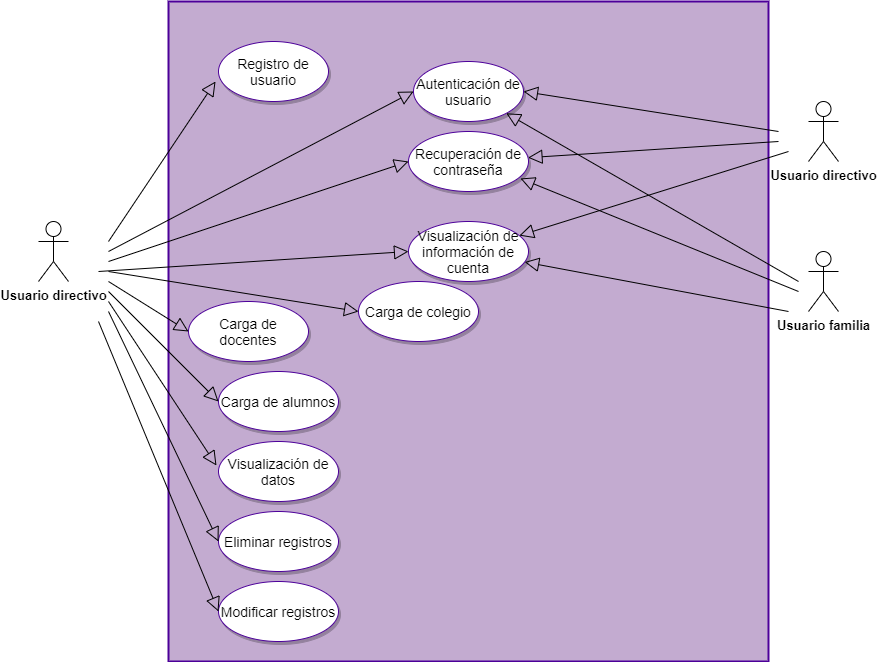 Registro de
usuario
Autenticación de
usuario
Recuperación de
contraseña
Usuario directivo
Visualización de
información de
cuenta
Usuario directivo
Carga de colegio
Carga de
docentes
Usuario familia
Carga de alumnos
Visualización de
datos
Eliminar registros
Modificar registros